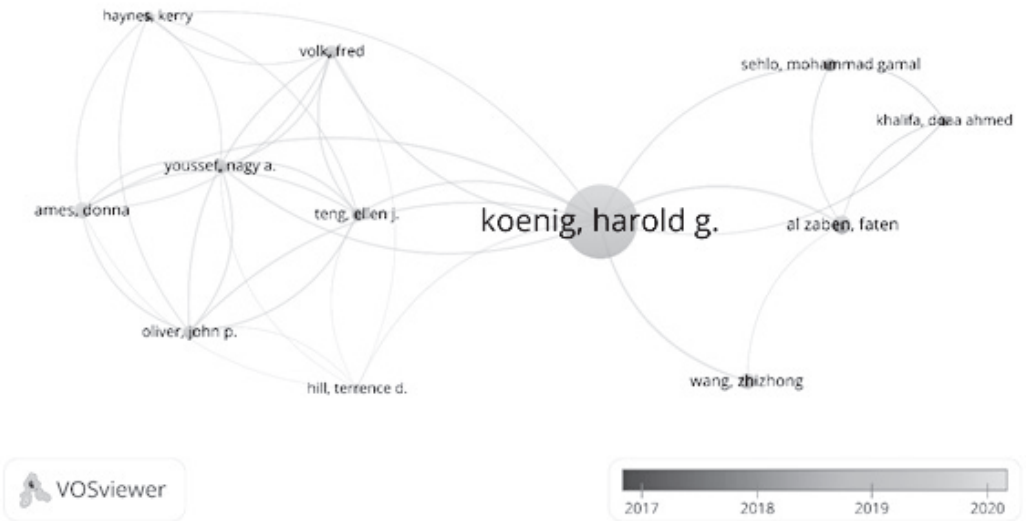 haynes, kerry
volk, fred
sehlo, mohammad gamal
khalifa, doaa ahmed
youssef, nagy a.
ames, donna
teng, ellen j.
koenig, harold g.
al zaben, faten
oliver, john p.
hill, terrence d.
wang, zhizhong
VOSviewer
2017 2018 2019 2020